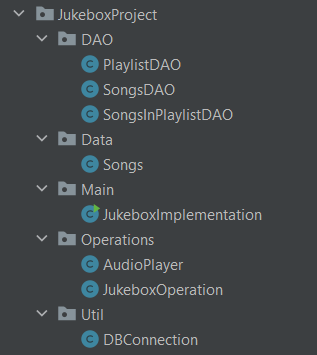 JukeboxProject
DAO
PlaylistDAO
SongsDAO
SongsInPlaylistDAO
Data
Songs
Main
JukeboxImplementation
Operations
AudioPlayer
JukeboxOperation
Util
DBConnection